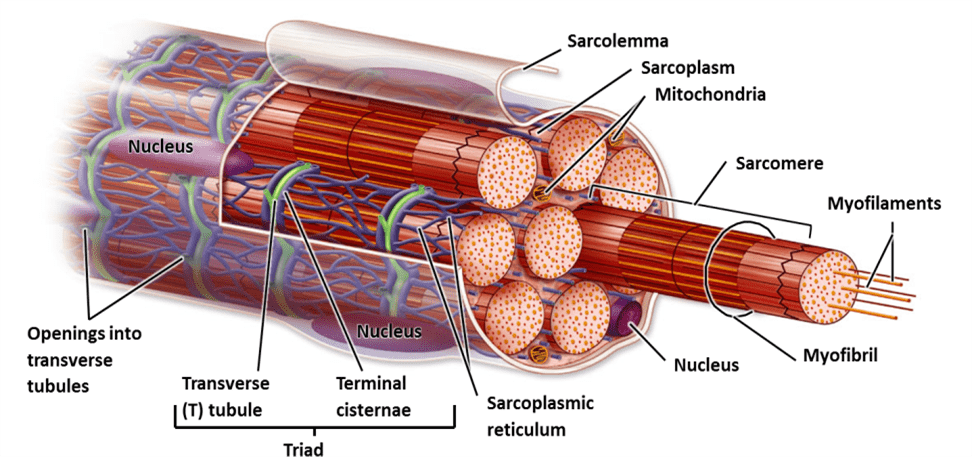 Sarcolemma
Sarcoplasm
Mitochondria
Nucleus
Sarcomere
Myofilaments
Openings into
transverse
tubules
Nucleus
Nucleus
Myofibril
Transverse
(T) tubule
Terminal
cisternae
Sarcoplasmic
reticulum
Triad